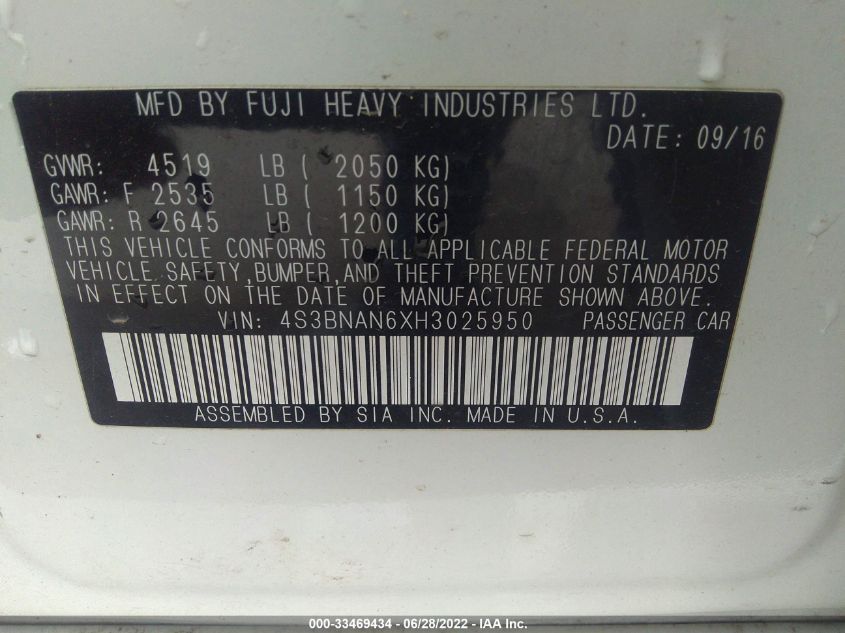 MFD BY FUJI HEAVY INDUSTRIES LTD.
DATE: 09/16
GVWR: 4519 LB ( 2050 KG)
GAWR: F 2535 LB ( 1150 KG)
GAWR: R 2645 LB ( 1200 KG)
THIS VEHICLE CONFORMS TO ALL APPLICABLE FEDERAL MOTOR
VEHICLE SAFETY, BUMPER, AND THEFT PREVENTION STANDARDS
IN EFFECT ON THE DATE OF MANUFACTURE SHOWN ABOVE.
VIN: 4S3BNAN6XH3025950 PASSENGER CAR
ASSEMBLED BY SIA INC. MADE IN U.S.A.
000-33469434 - 06/28/2022 - IAA Inc.